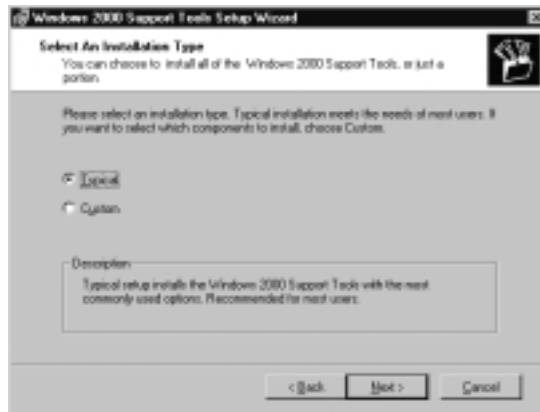 Windows 2000 Support Tools Setup Wizard
Select An Installation Type
You can choose to install all of the Windows 2000 Support Tools, or just a
portion.
Please select an installation type. Typical installation meets the needs of most users. If
you want to select which components to install, choose Custom.
Typical
Custom
Description
Typical setup installs the Windows 2000 Support Tools with the most
commonly used options. Recommended for most users.
< Back
Next >
Cancel